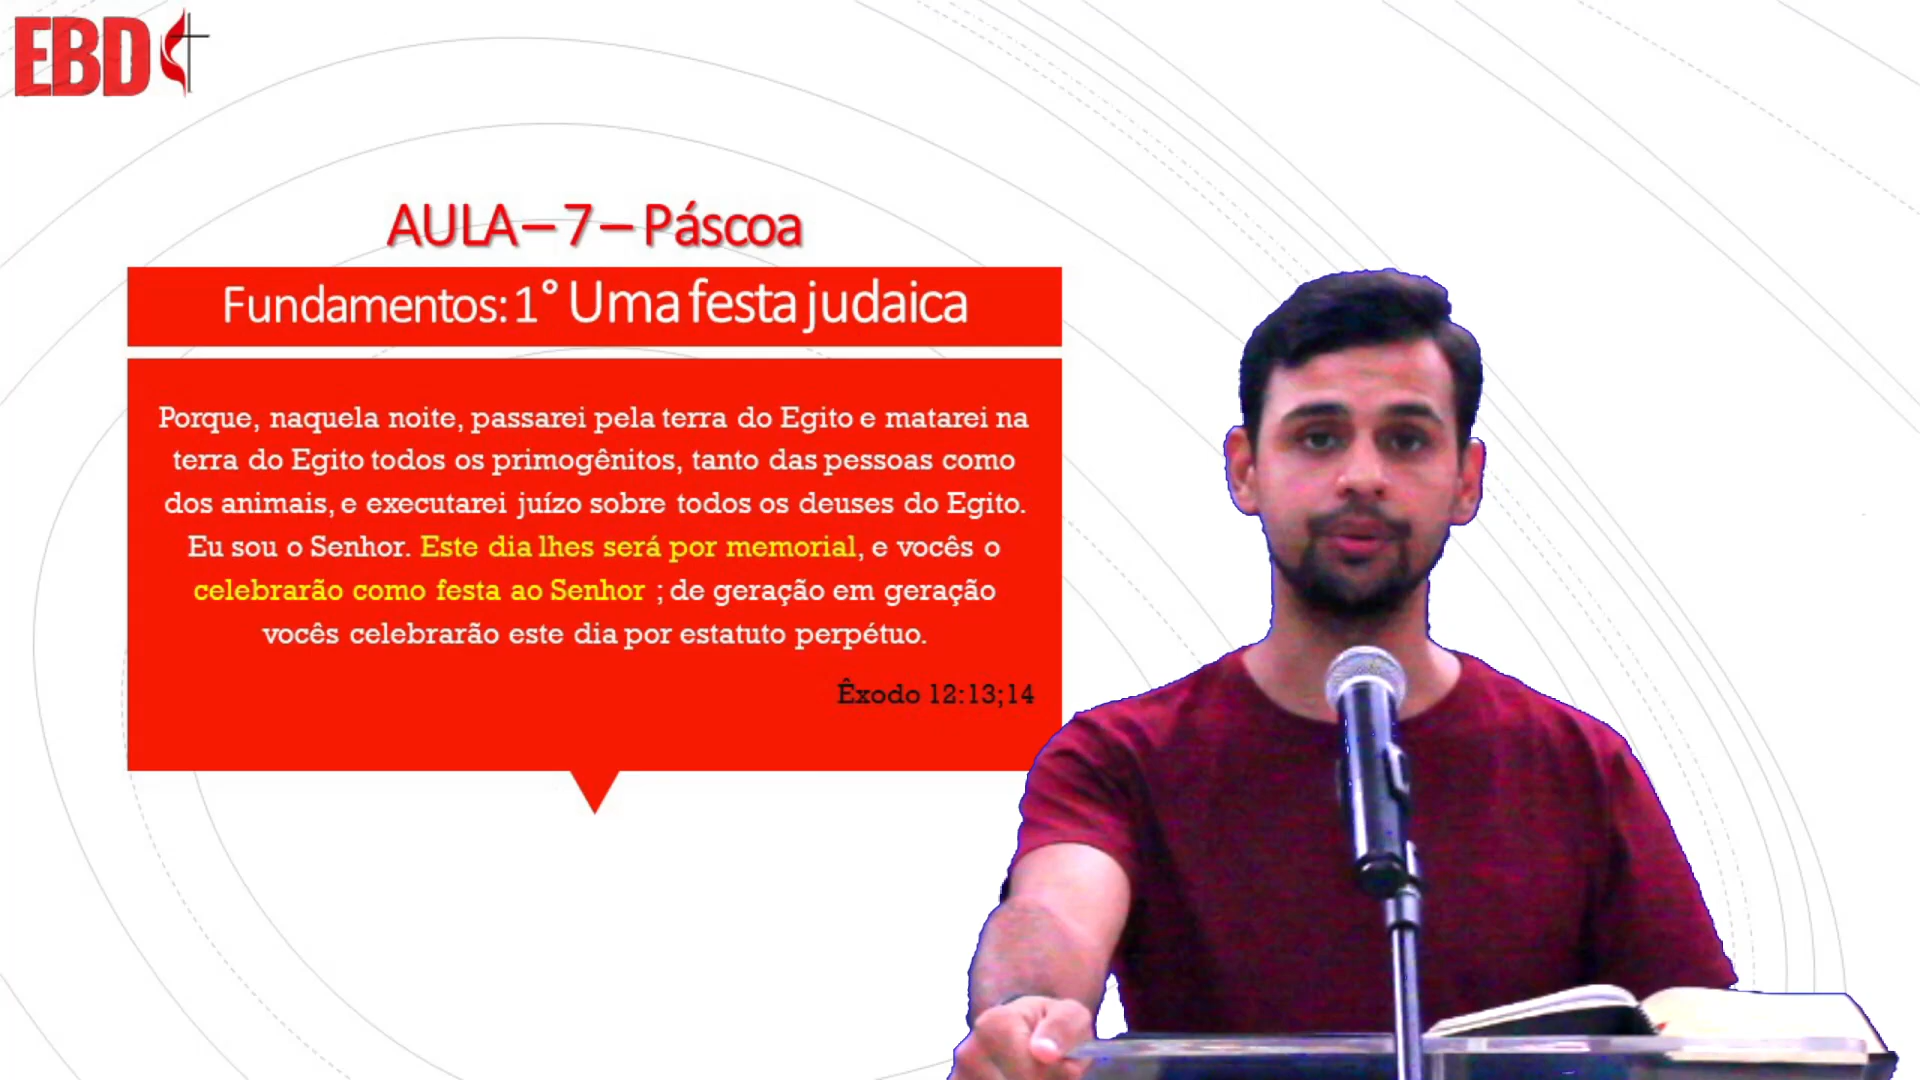 EBD
AULA – 7 – Páscoa
Fundamentos: 1° Uma festa judaica
Porque, naquela noite, passarei pela terra do Egito e matarei na
terra do Egito todos os primogênitos, tanto das pessoas como
dos animais, e executarei juízo sobre todos os deuses do Egito.
Eu sou o Senhor. Este dia lhes será por memorial, e vocês o
celebrarão como festa ao Senhor ; de geração em geração
vocês celebrarão este dia por estatuto perpétuo.
Êxodo 12:13;14